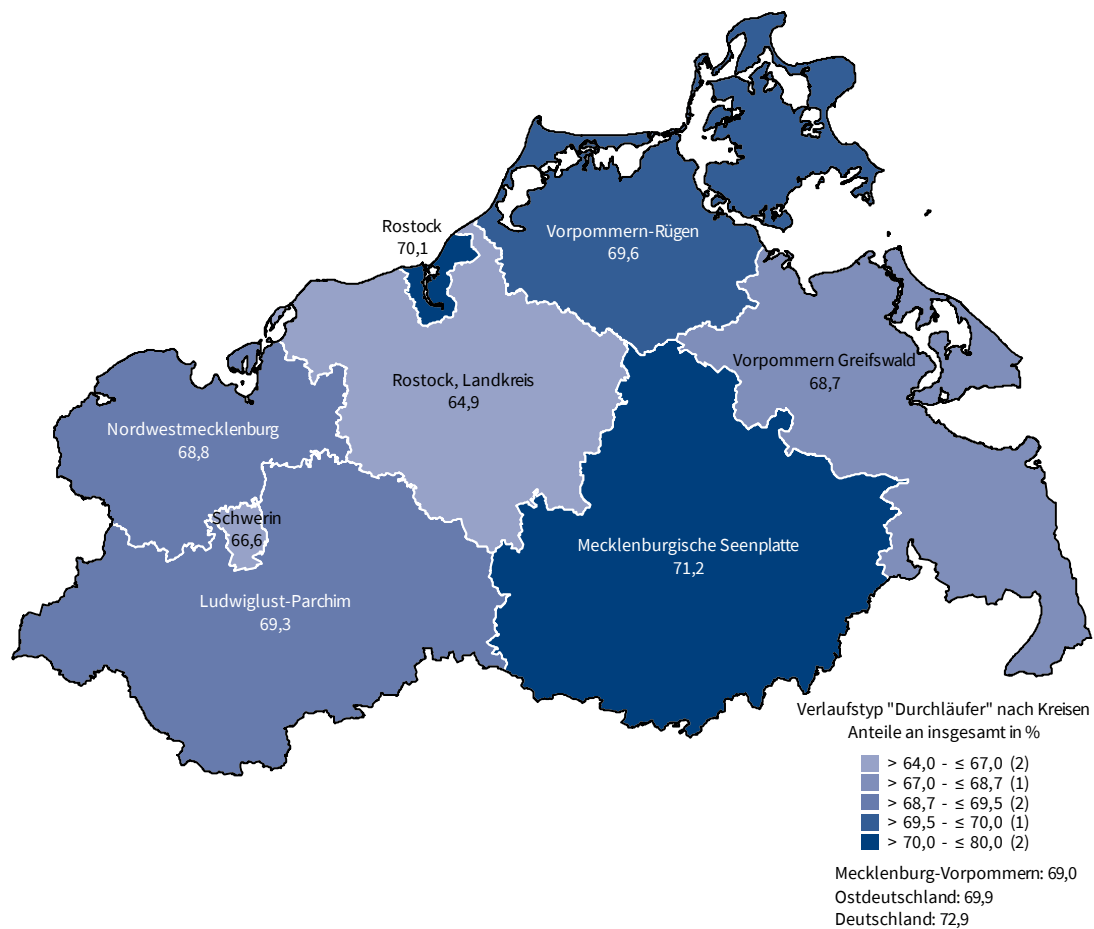 Rostock
70,1
Vorpommern-Rügen
69,6
Vorpommern Greifswald
68,7
Rostock, Landkreis
64,9
Nordwestmecklenburg
68,8
Schwerin
66,6
Mecklenburgische Seenplatte
71,2
Ludwiglust-Parchim
69,3
Verlaufstyp "Durchläufer" nach Kreisen
Anteile an insgesamt in %
> 64,0 - ≤ 67,0 (2)
> 67,0 - ≤ 68,7 (1)
> 68,7 - ≤ 69,5 (2)
> 69,5 - ≤ 70,0 (1)
> 70,0 - ≤ 80,0 (2)
Mecklenburg-Vorpommern: 69,0
Ostdeutschland: 69,9
Deutschland: 72,9